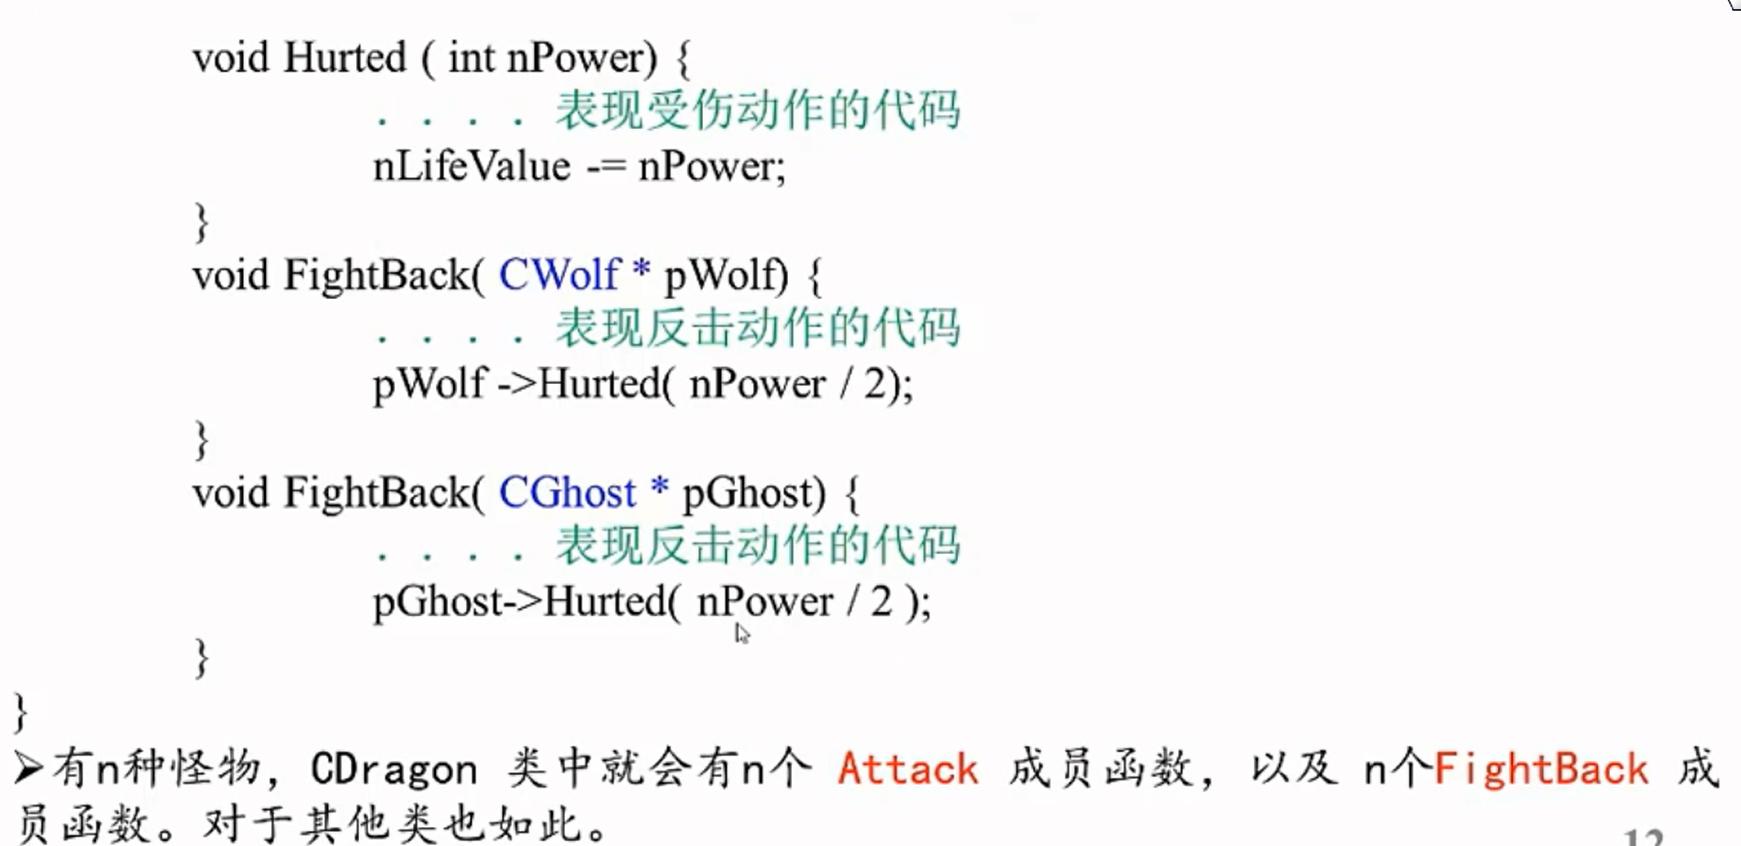 void Hurted ( int nPower) {
. . . . 表现受伤动作的代码
nLifeValue -= nPower;
}
void FightBack( CWolf * pWolf) {
. . . . 表现反击动作的代码
pWolf ->Hurted( nPower / 2);
}
void FightBack( CGhost * pGhost) {
. . . . 表现反击动作的代码
pGhost->Hurted( nPower / 2 );
}
}
➢有n种怪物，CDragon 类中就会有n个 Attack 成员函数，以及 n个FightBack 成
员函数。对于其他类也如此。
12